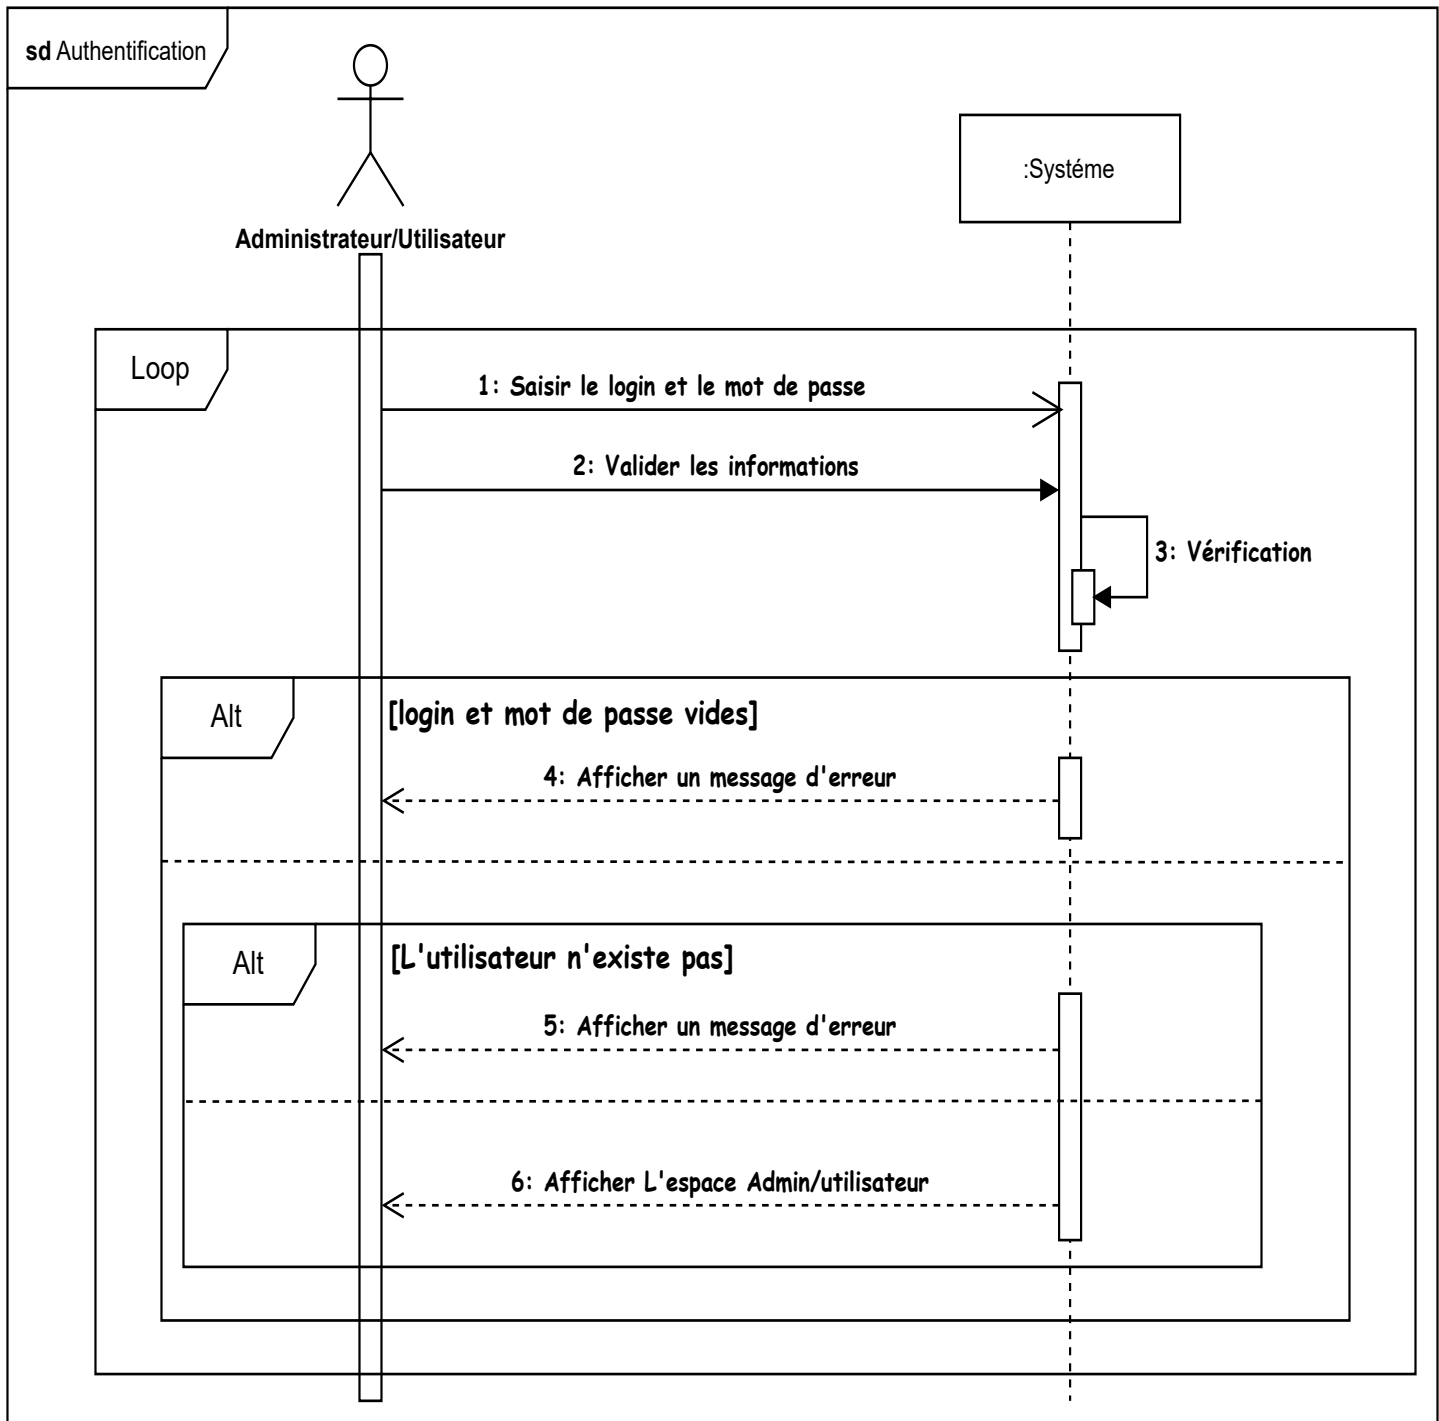 sd Authentification
:Systéme
Administrateur/Utilisateur
Loop
1: Saisir le login et le mot de passe
2: Valider les informations
3: Vérification
Alt
[login et mot de passe vides]
4: Afficher un message d'erreur
Alt
[L'utilisateur n'existe pas]
5: Afficher un message d'erreur
6: Afficher L'espace Admin/utilisateur